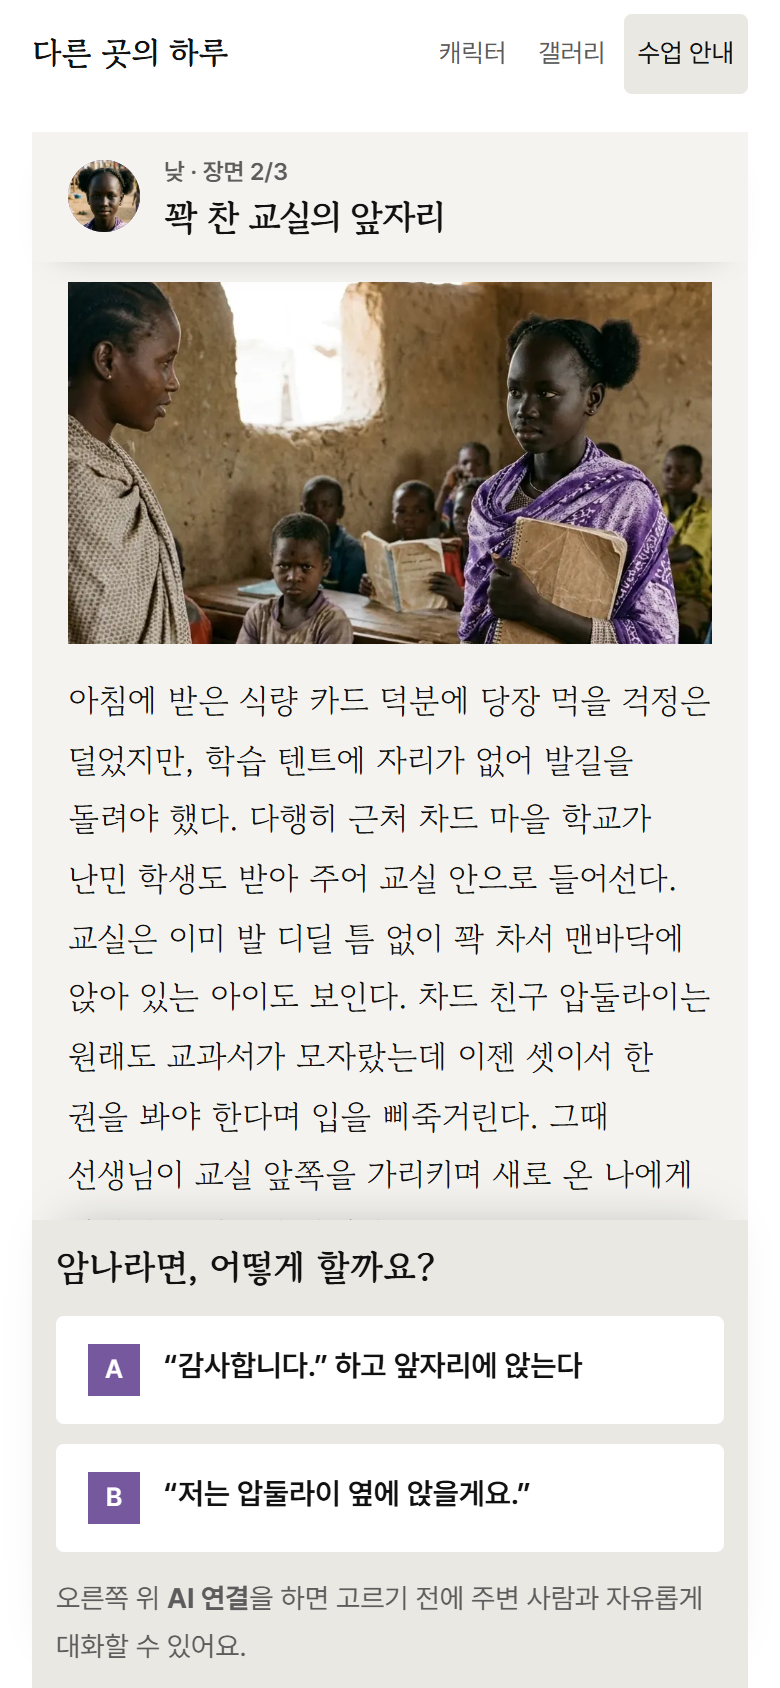 다른 곳의 하루
캐릭터 갤러리 수업 안내
낮 · 장면 2/3
꽉 찬 교실의 앞자리
아침에 받은 식량 카드 덕분에 당장 먹을 걱정은
덜었지만, 학습 텐트에 자리가 없어 발길을
돌려야 했다. 다행히 근처 차드 마을 학교가
난민 학생도 받아 주어 교실 안으로 들어선다.
교실은 이미 발 디딜 틈 없이 꽉 차서 맨바닥에
앉아 있는 아이도 보인다. 차드 친구 압둘라이는
원래도 교과서가 모자랐는데 이젠 셋이서 한
권을 봐야 한다며 입을 삐죽거린다. 그때
선생님이 교실 앞쪽을 가리키며 새로 온 나에게
암나라면, 어떻게 할까요?
A “감사합니다.” 하고 앞자리에 앉는다
B “저는 압둘라이 옆에 앉을게요.”
오른쪽 위 AI 연결을 하면 고르기 전에 주변 사람과 자유롭게
대화할 수 있어요.